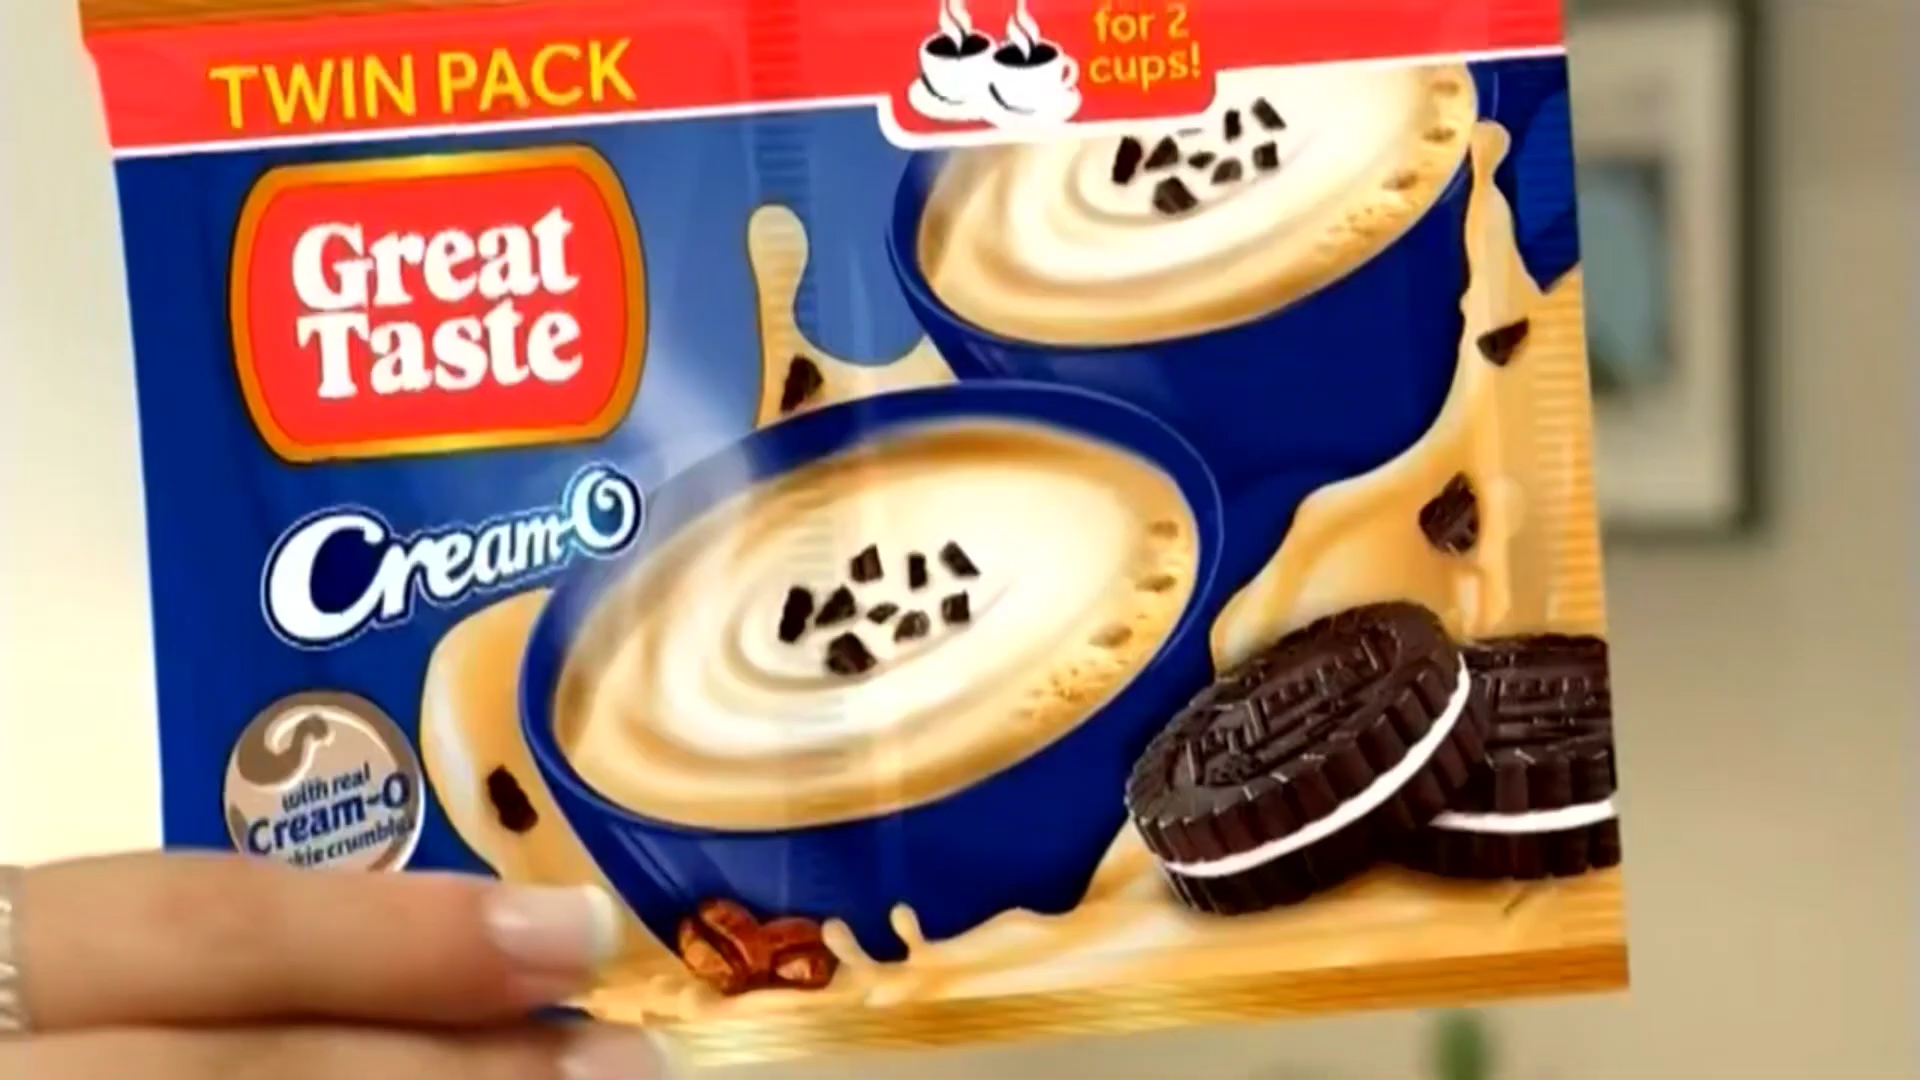 TWIN PACK
for 2
cups!
Great
Taste
Cream-O
with real
Cream-O